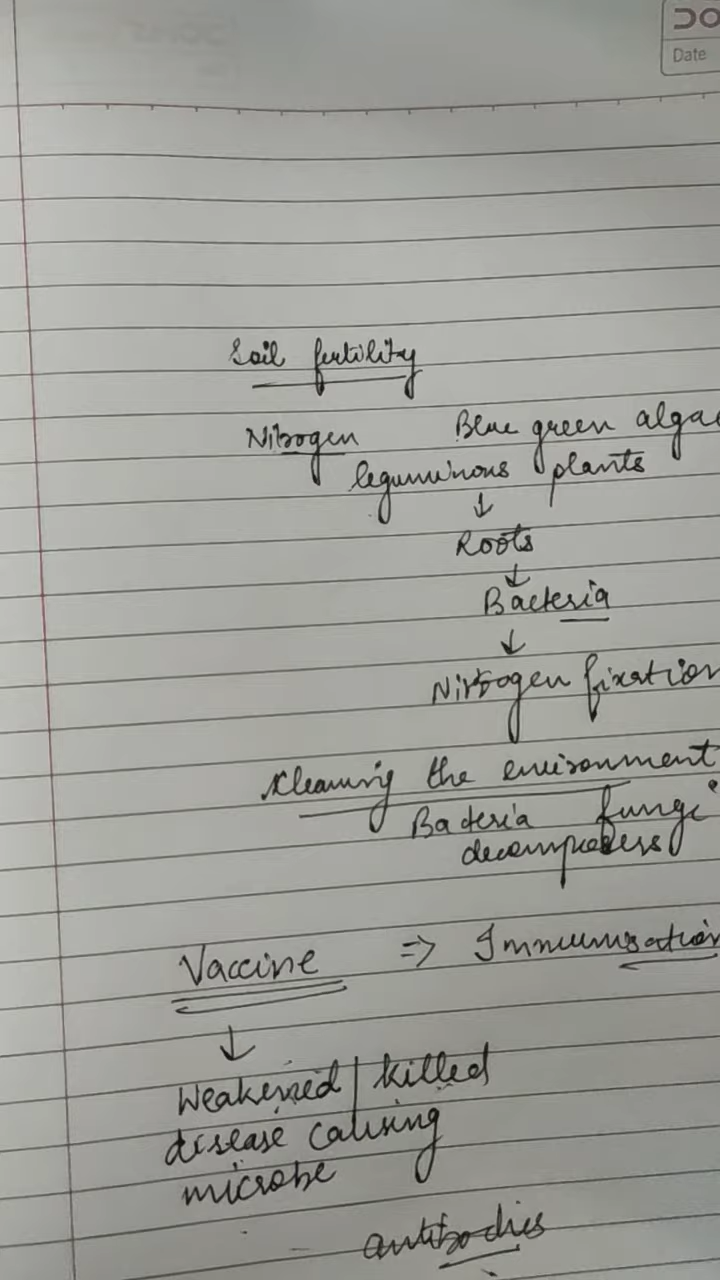 Date
Soil fertility
Nitrogen Blue green algae
leguminous plants
↓
Roots
↓
Bacteria
↓
Nitrogen fixation
Cleaning the environment
Bacteria fungi
decomposers
Vaccine ⇒ Immunisation
↓
Weakened / killed
disease causing
microbe
antibodies